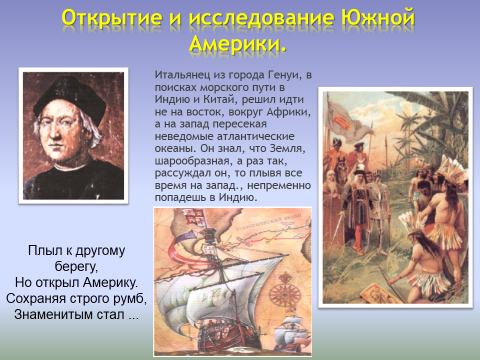 Открытие и исследование Южной
Америки.
Итальянец из города Генуи, в
поисках морского пути в
Индию и Китай, решил идти
не на восток, вокруг Африки,
а на запад пересекая
неведомые атлантические
океаны. Он знал, что Земля,
шарообразная, а раз так,
рассуждал он, то плывя все
время на запад., непременно
попадешь в Индию.
Плыл к другому
берегу,
Но открыл Америку.
Сохраняя строго румб,
Знаменитым стал ...